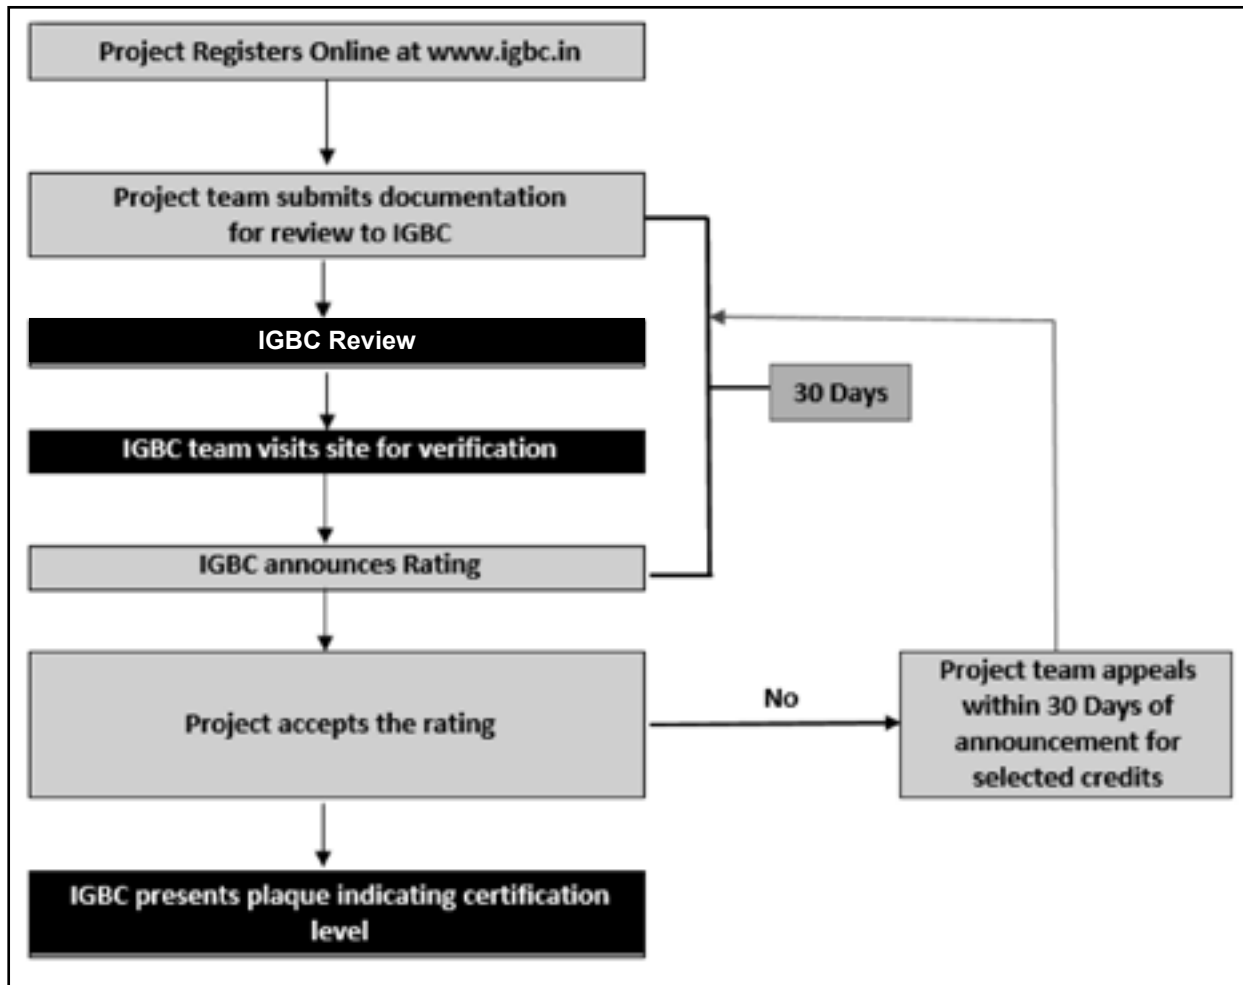 Project Registers Online at www.igbc.in
Project team submits documentation
for review to IGBC
IGBC Review
30 Days
IGBC team visits site for verification
IGBC announces Rating
Project accepts the rating
No
Project team appeals
within 30 Days of
announcement for
selected credits
IGBC presents plaque indicating certification
level